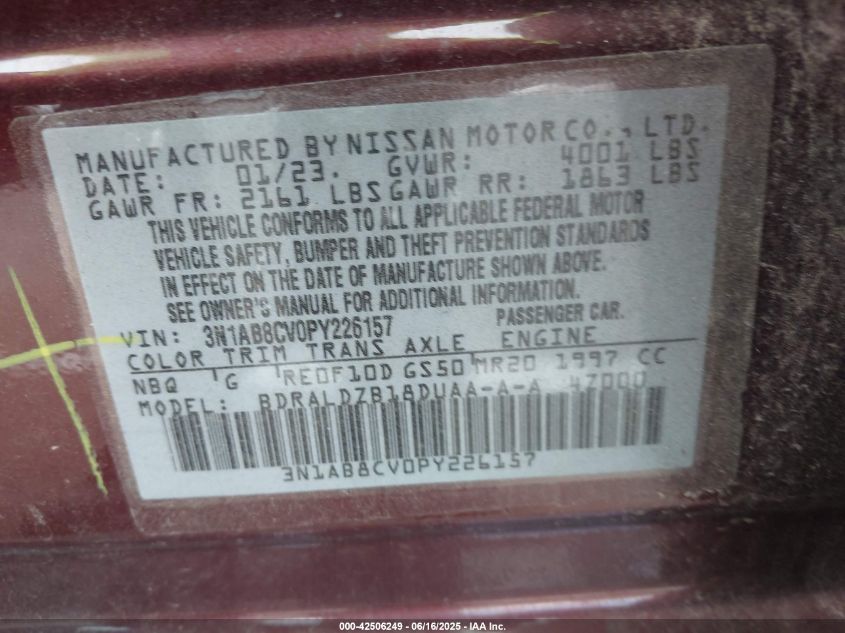 MANUFACTURED BY NISSAN MOTOR CO., LTD.
DATE: 01/23. GVWR: 4001 LBS
GAWR FR: 2161 LBS GAWR RR: 1863 LBS
THIS VEHICLE CONFORMS TO ALL APPLICABLE FEDERAL MOTOR
VEHICLE SAFETY, BUMPER AND THEFT PREVENTION STANDARDS
IN EFFECT ON THE DATE OF MANUFACTURE SHOWN ABOVE.
SEE OWNER'S MANUAL FOR ADDITIONAL INFORMATION.
VIN: 3N1AB8CV0PY226157 PASSENGER CAR.
COLOR TRIM TRANS AXLE ENGINE
NBQ G RE0F10D GS50 MR20 1997 CC
MODEL: BDRALDZB18DUAA-A-A 47000
3N1AB8CV0PY226157
000-42506249 - 06/16/2025 - IAA Inc.